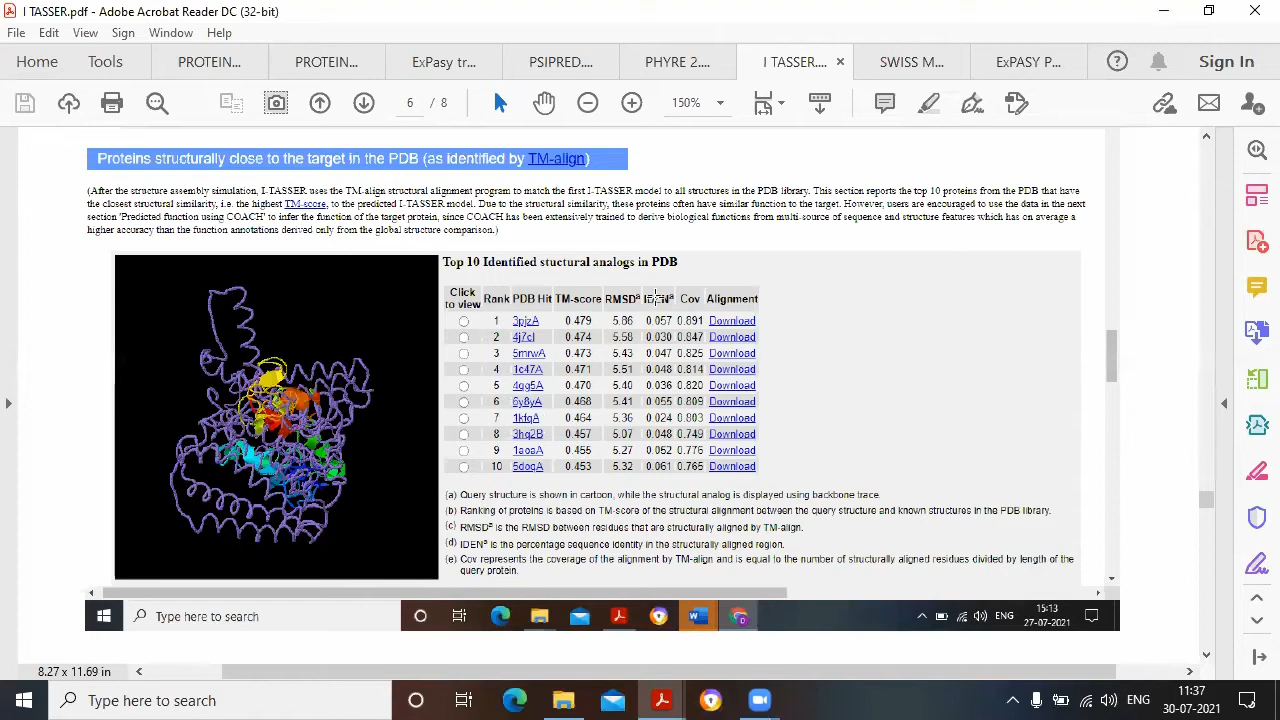 I TASSER.pdf - Adobe Acrobat Reader DC (32-bit)
File Edit View Sign Window Help
Home Tools PROTEIN... PROTEIN... ExPasy tr... PSIPRED.... PHYRE 2.... I TASSER.... SWISS M... ExPASY P... Sign In
6 / 8 150%
Proteins structurally close to the target in the PDB (as identified by TM-align)
(After the structure assembly simulation, I-TASSER uses the TM-align structural alignment program to match the first I-TASSER model to all structures in the PDB library. This section reports the top 10 proteins from the PDB that have
the closest structural similarity, i.e. the highest TM-score, to the predicted I-TASSER model. Due to the structural similarity, these proteins often have similar function to the target. However, users are encouraged to use the data in the next
section 'Predicted function using COACH' to infer the function of the target protein, since COACH has been extensively trained to derive biological functions from multi-source of sequence and structure features which has on average a
higher accuracy than the function annotations derived only from the global structure comparison.)
Top 10 Identified stuctural analogs in PDB
Click
to view Rank PDB Hit TM-score RMSDa IDENa Cov Alignment
1 3pjzA 0.479 5.86 0.057 0.891 Download
2 4j7cI 0.474 5.58 0.030 0.847 Download
3 5mrwA 0.473 5.43 0.047 0.825 Download
4 1c47A 0.471 5.51 0.048 0.814 Download
5 4qg5A 0.470 5.40 0.036 0.820 Download
6 6y8yA 0.468 5.41 0.055 0.809 Download
7 1kfqA 0.464 5.36 0.024 0.803 Download
8 3hq2B 0.457 5.07 0.048 0.749 Download
9 1aoaA 0.455 5.27 0.052 0.776 Download
10 5doqA 0.453 5.32 0.061 0.765 Download
(a) Query structure is shown in cartoon, while the structural analog is displayed using backbone trace.
(b) Ranking of proteins is based on TM-score of the structural alignment between the query structure and known structures in the PDB library.
(c) RMSDa is the RMSD between residues that are structurally aligned by TM-align.
(d) IDENa is the percentage sequence identity in the structurally aligned region.
(e) Cov represents the coverage of the alignment by TM-align and is equal to the number of structurally aligned residues divided by length of the
query protein.
Type here to search ENG 15:13
27-07-2021
8.27 x 11.69 in
Type here to search ENG 11:37
30-07-2021